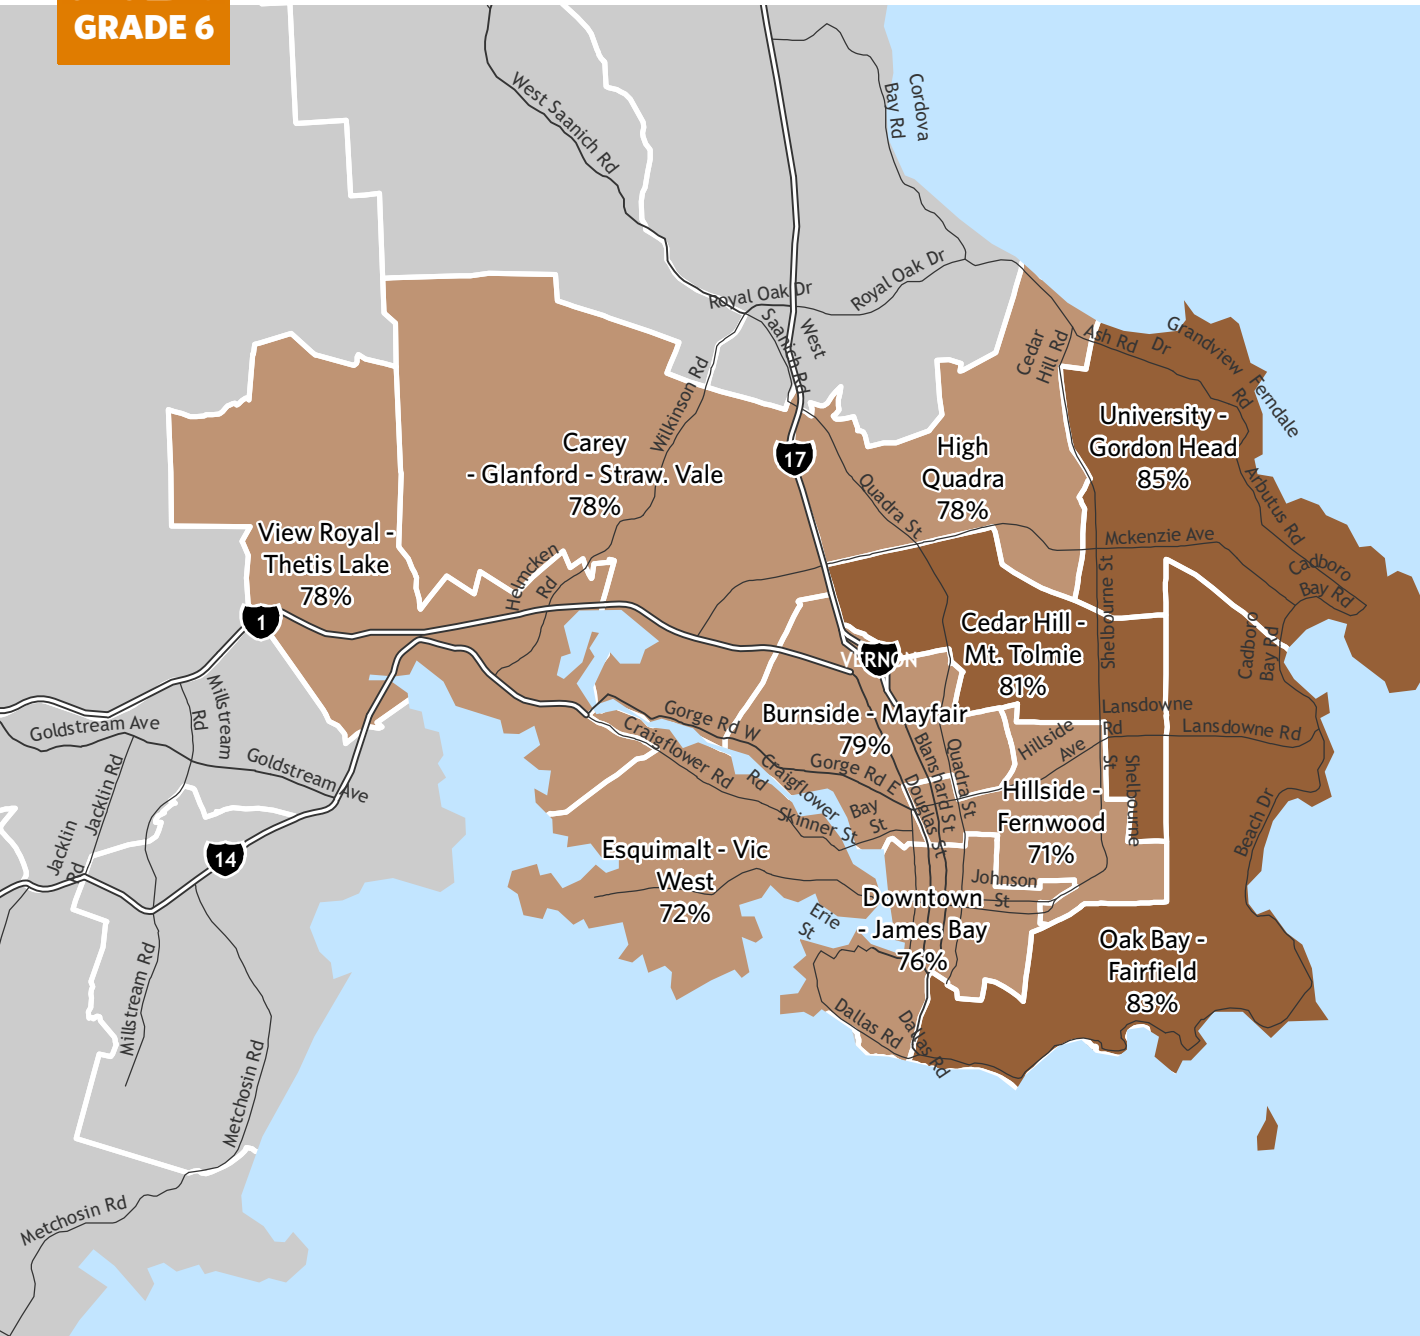 GRADE 6
West Saanich Rd
Cordova
Bay Rd
Royal Oak Dr
Royal Oak Dr
West
Saanich Rd
Wilkinson Rd
Cedar
Hill Rd
Ash Rd
Grandview
Dr
Ferndale
Rd
University -
Gordon Head
85%
Carey
- Glanford - Straw. Vale
78%
17
High
Quadra
78%
Quadra St
Arbutus Rd
Mckenzie Ave
Cadboro
Bay Rd
View Royal -
Thetis Lake
78%
Helmcken
Rd
1
Shelbourne St
Cedar Hill -
Mt. Tolmie
81%
VERNON
Cadboro
Bay Rd
Millstream
Rd
Goldstream Ave
Goldstream Ave
Jacklin Rd
Jacklin
Rd
14
Gorge Rd W
Craigflower Rd
Craigflower
Rd
Burnside - Mayfair
79%
Gorge Rd E
Blanshard St
Quadra St
Douglas St
Hillside
Ave
Lansdowne
Rd
Lansdowne Rd
Shelbourne
St
Hillside -
Fernwood
71%
Bay
St
Skinner St
Beach Dr
Esquimalt - Vic
West
72%
Johnson
St
Downtown
- James Bay
76%
Erie
St
Oak Bay -
Fairfield
83%
Dallas Rd
Dallas Rd
Millstream Rd
Metchosin Rd
Metchosin Rd